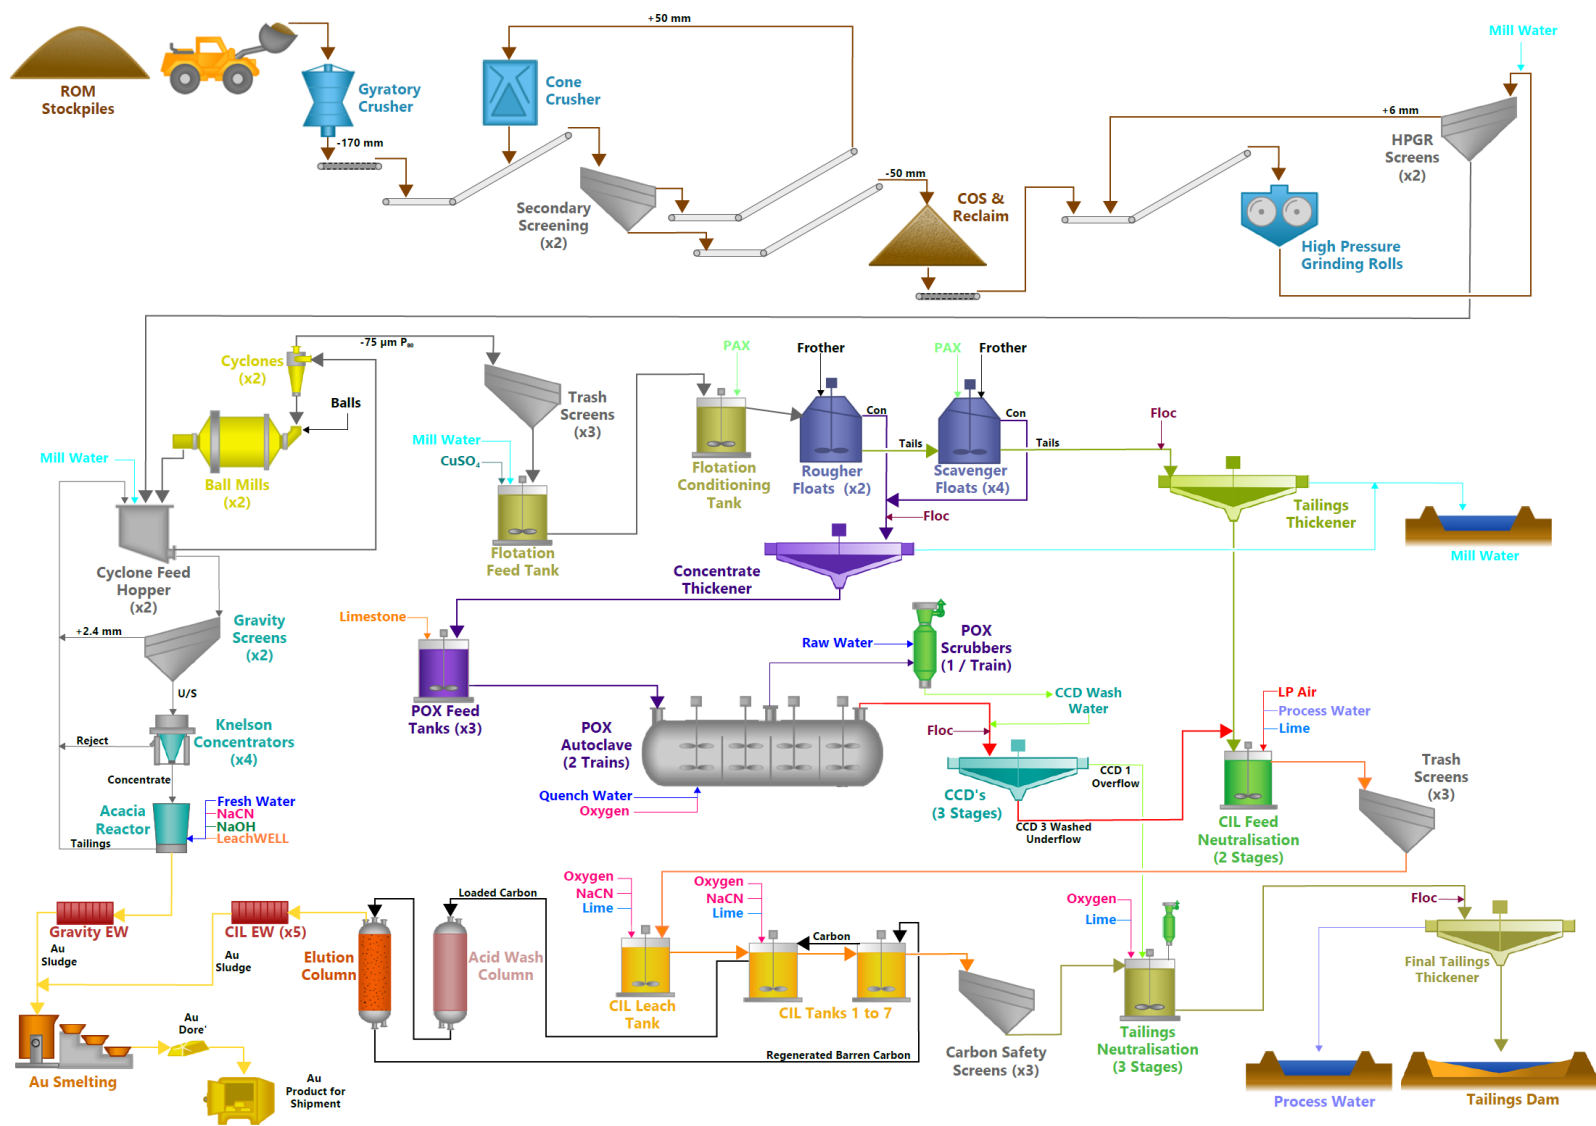 +50 mm
Mill Water
ROM
Stockpiles
Gyratory
Crusher
Cone
Crusher
-170 mm
+6 mm
HPGR
Screens
(x2)
-50 mm
COS &
Reclaim
Secondary
Screening
(x2)
High Pressure
Grinding Rolls
-75 µm P80
Cyclones
(x2)
Balls
Ball Mills
(x2)
Mill Water
Trash
Screens
(x3)
Mill Water
CuSO4
Flotation
Feed Tank
PAX
Flotation
Conditioning
Tank
Frother
Con
Tails
Rougher
Floats (x2)
PAX
Frother
Con
Tails
Scavenger
Floats (x4)
Floc
Floc
Tailings
Thickener
Mill Water
Concentrate
Thickener
Cyclone Feed
Hopper
(x2)
Gravity
Screens
(x2)
+2.4 mm
U/S
Knelson
Concentrators
(x4)
Reject
Concentrate
Acacia
Reactor
Fresh Water
NaCN
NaOH
LeachWELL
Tailings
Limestone
POX Feed
Tanks (x3)
Raw Water
POX
Scrubbers
(1 / Train)
CCD Wash
Water
POX
Autoclave
(2 Trains)
Quench Water
Oxygen
Floc
CCD's
(3 Stages)
CCD 1
Overflow
CCD 3 Washed
Underflow
LP Air
Process Water
Lime
CIL Feed
Neutralisation
(2 Stages)
Trash
Screens
(x3)
Gravity EW
Au
Sludge
CIL EW (x5)
Au
Sludge
Elution
Column
Loaded Carbon
Acid Wash
Column
Oxygen
NaCN
Lime
CIL Leach
Tank
Oxygen
NaCN
Lime
Carbon
CIL Tanks 1 to 7
Regenerated Barren Carbon
Carbon Safety
Screens (x3)
Oxygen
Lime
Tailings
Neutralisation
(3 Stages)
Floc
Final Tailings
Thickener
Process Water
Tailings Dam
Au Smelting
Au
Dore'
Au
Product for
Shipment